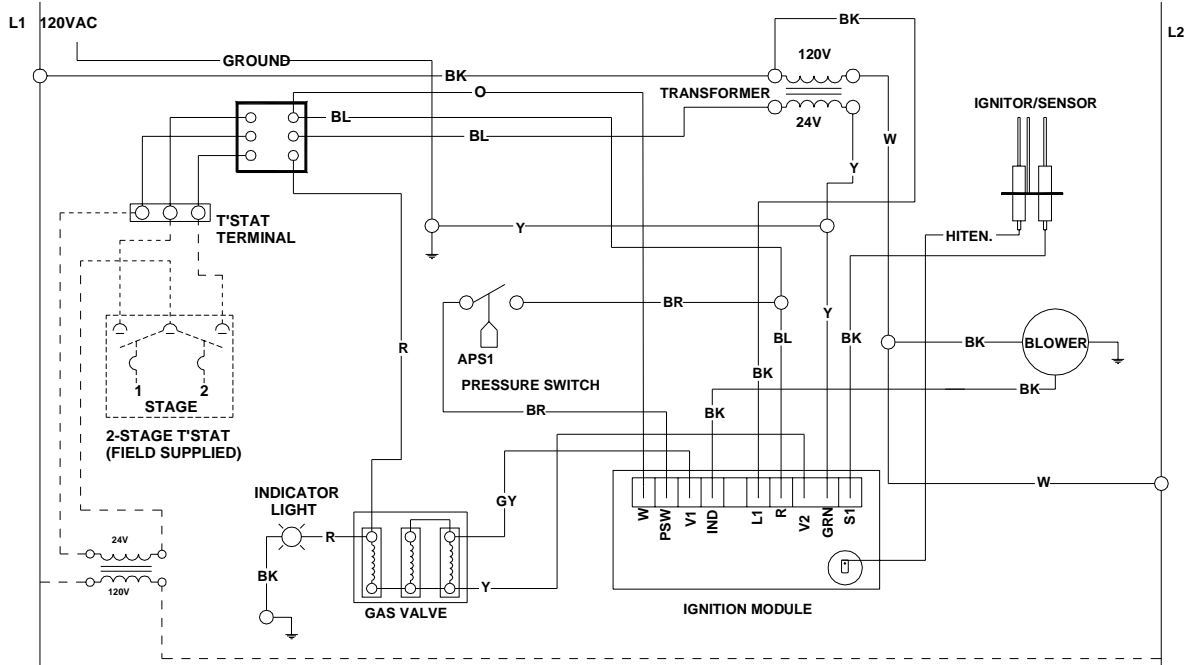 L1 120VAC
BK
L2
GROUND
120V
BK
TRANSFORMER
O
IGNITOR/SENSOR
BL
24V
BL
W
Y
T'STAT
TERMINAL
Y
HITEN.
BR
R
Y
BL
BK
BK
BLOWER
APS1
PRESSURE SWITCH
BK
BK
1
2
STAGE
BR
BK
2-STAGE T'STAT
(FIELD SUPPLIED)
INDICATOR
LIGHT
GY
W
W
PSW
V1
IND
L1
R
V2
GRN
S1
24V
R
BK
120V
Y
GAS VALVE
IGNITION MODULE